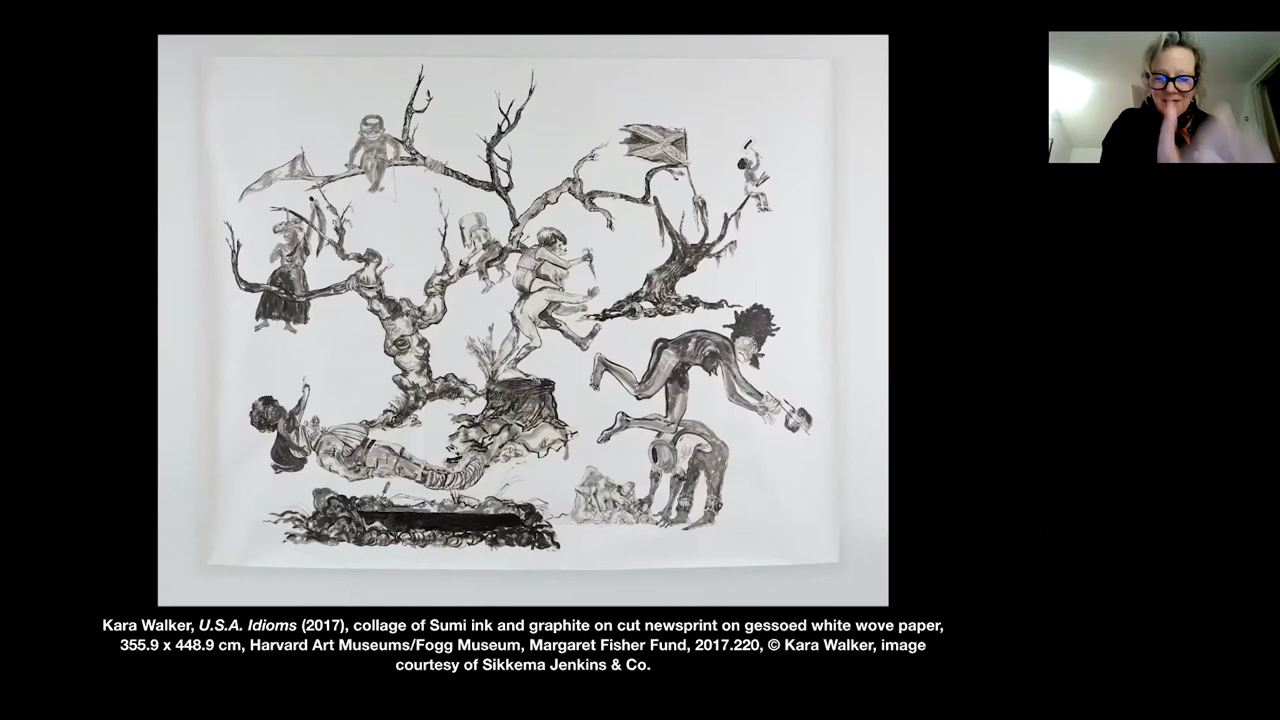 Kara Walker, U.S.A. Idioms (2017), collage of Sumi ink and graphite on cut newsprint on gessoed white wove paper,
355.9 x 448.9 cm, Harvard Art Museums/Fogg Museum, Margaret Fisher Fund, 2017.220, © Kara Walker, image
courtesy of Sikkema Jenkins & Co.